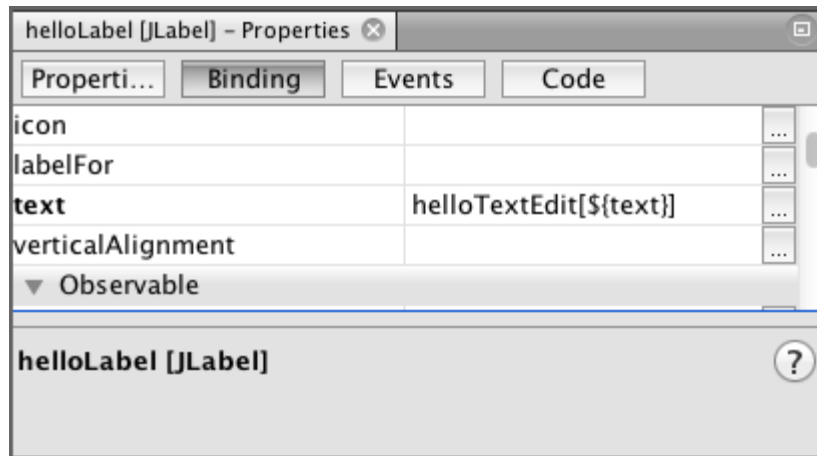 helloLabel [JLabel] – Properties
Properti... Binding Events Code
icon ...
labelFor ...
text helloTextEdit[${text}] ...
verticalAlignment ...
Observable
helloLabel [JLabel] ?